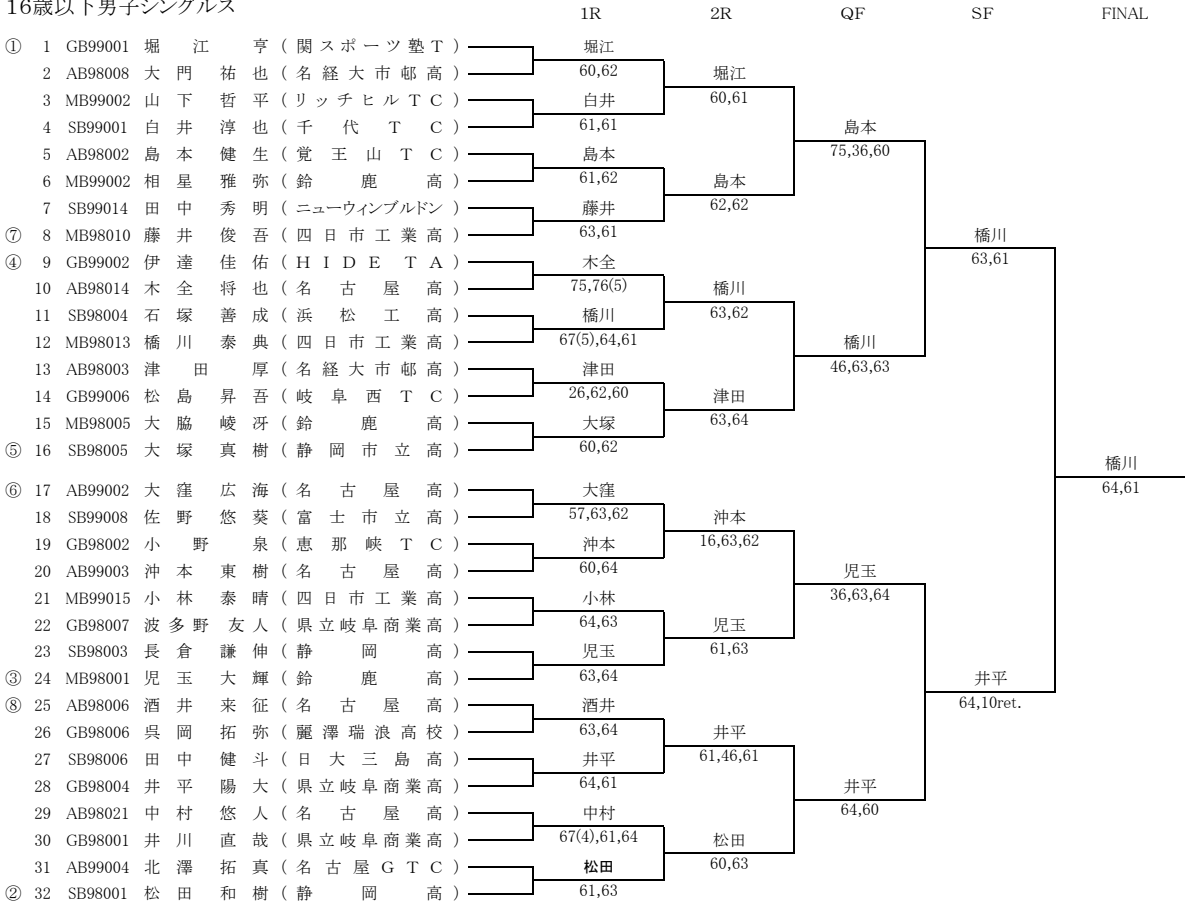 16歳以下男子シングルス
1R 2R QF SF FINAL
① 1 GB99001 堀江 亨 (関スポーツ塾T) 堀江
2 AB98008 大門 祐也 (名経大市邨高) 60,62 堀江
3 MB99002 山下 哲平 (リッチヒルTC) 白井 60,61
4 SB99001 白井 淳也 (千代TC) 61,61 島本
5 AB98002 島本 健生 (覚王山TC) 島本 75,36,60
6 MB99002 相星 雅弥 (鈴鹿高) 61,62 島本
7 SB99014 田中 秀明 (ニューウィンブルドン) 藤井 62,62
⑦ 8 MB98010 藤井 俊吾 (四日市工業高) 63,61 橋川
④ 9 GB99002 伊達 佳佑 (HIDE TA) 木全 63,61
10 AB98014 木全 将也 (名古屋高) 75,76(5) 橋川
11 SB98004 石塚 善成 (浜松工高) 橋川 63,62
12 MB98013 橋川 泰典 (四日市工業高) 67(5),64,61 橋川
13 AB98003 津田 厚 (名経大市邨高) 津田 46,63,63
14 GB99006 松島 昇吾 (岐阜西TC) 26,62,60 津田
15 MB98005 大脇 崚冴 (鈴鹿高) 大塚 63,64
⑤ 16 SB98005 大塚 真樹 (静岡市立高) 60,62
橋川
⑥ 17 AB99002 大窪 広海 (名古屋高) 大窪 64,61
18 SB99008 佐野 悠葵 (富士市立高) 57,63,62 沖本
19 GB98002 小野 泉 (恵那峡TC) 沖本 16,63,62
20 AB99003 沖本 東樹 (名古屋高) 60,64 児玉
21 MB99015 小林 泰晴 (四日市工業高) 小林 36,63,64
22 GB98007 波多野 友人 (県立岐阜商業高) 64,63 児玉
23 SB98003 長倉 謙伸 (静岡高) 児玉 61,63
③ 24 MB98001 児玉 大輝 (鈴鹿高) 63,64 井平
⑧ 25 AB98006 酒井 来征 (名古屋高) 酒井 64,10ret.
26 GB98006 呉岡 拓弥 (麗澤瑞浪高校) 63,64 井平
27 SB98006 田中 健斗 (日大三島高) 井平 61,46,61
28 GB98004 井平 陽大 (県立岐阜商業高) 64,61 井平
29 AB98021 中村 悠人 (名古屋高) 中村 64,60
30 GB98001 井川 直哉 (県立岐阜商業高) 67(4),61,64 松田
31 AB99004 北澤 拓真 (名古屋GTC) 松田 60,63
② 32 SB98001 松田 和樹 (静岡高) 61,63